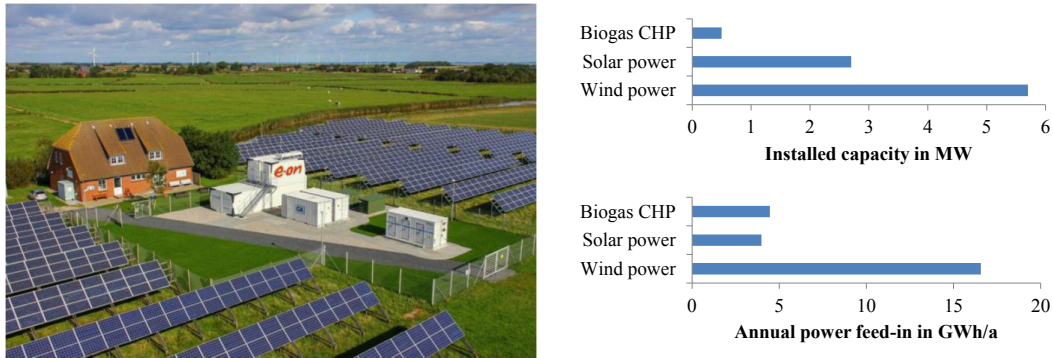 e·on
Biogas CHP
Solar power
Wind power
0 1 2 3 4 5 6
Installed capacity in MW
Biogas CHP
Solar power
Wind power
0 5 10 15 20
Annual power feed-in in GWh/a